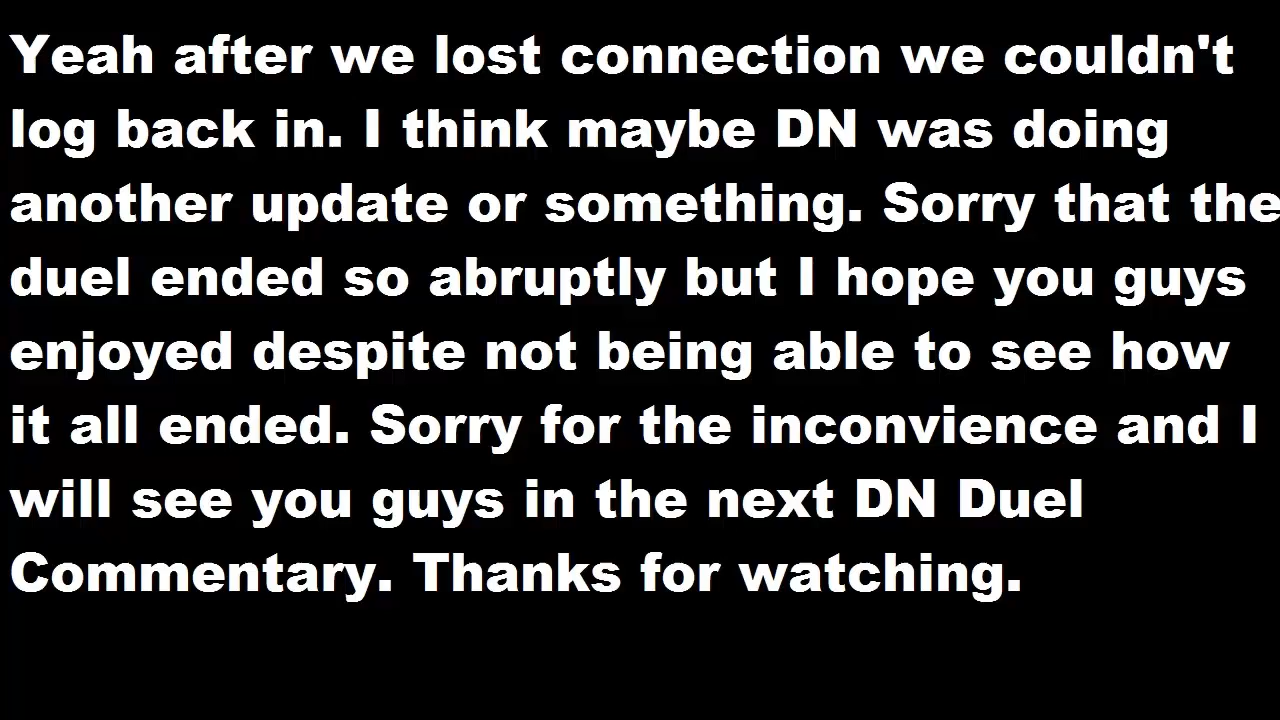 Yeah after we lost connection we couldn't
log back in. I think maybe DN was doing
another update or something. Sorry that the
duel ended so abruptly but I hope you guys
enjoyed despite not being able to see how
it all ended. Sorry for the inconvience and I
will see you guys in the next DN Duel
Commentary. Thanks for watching.